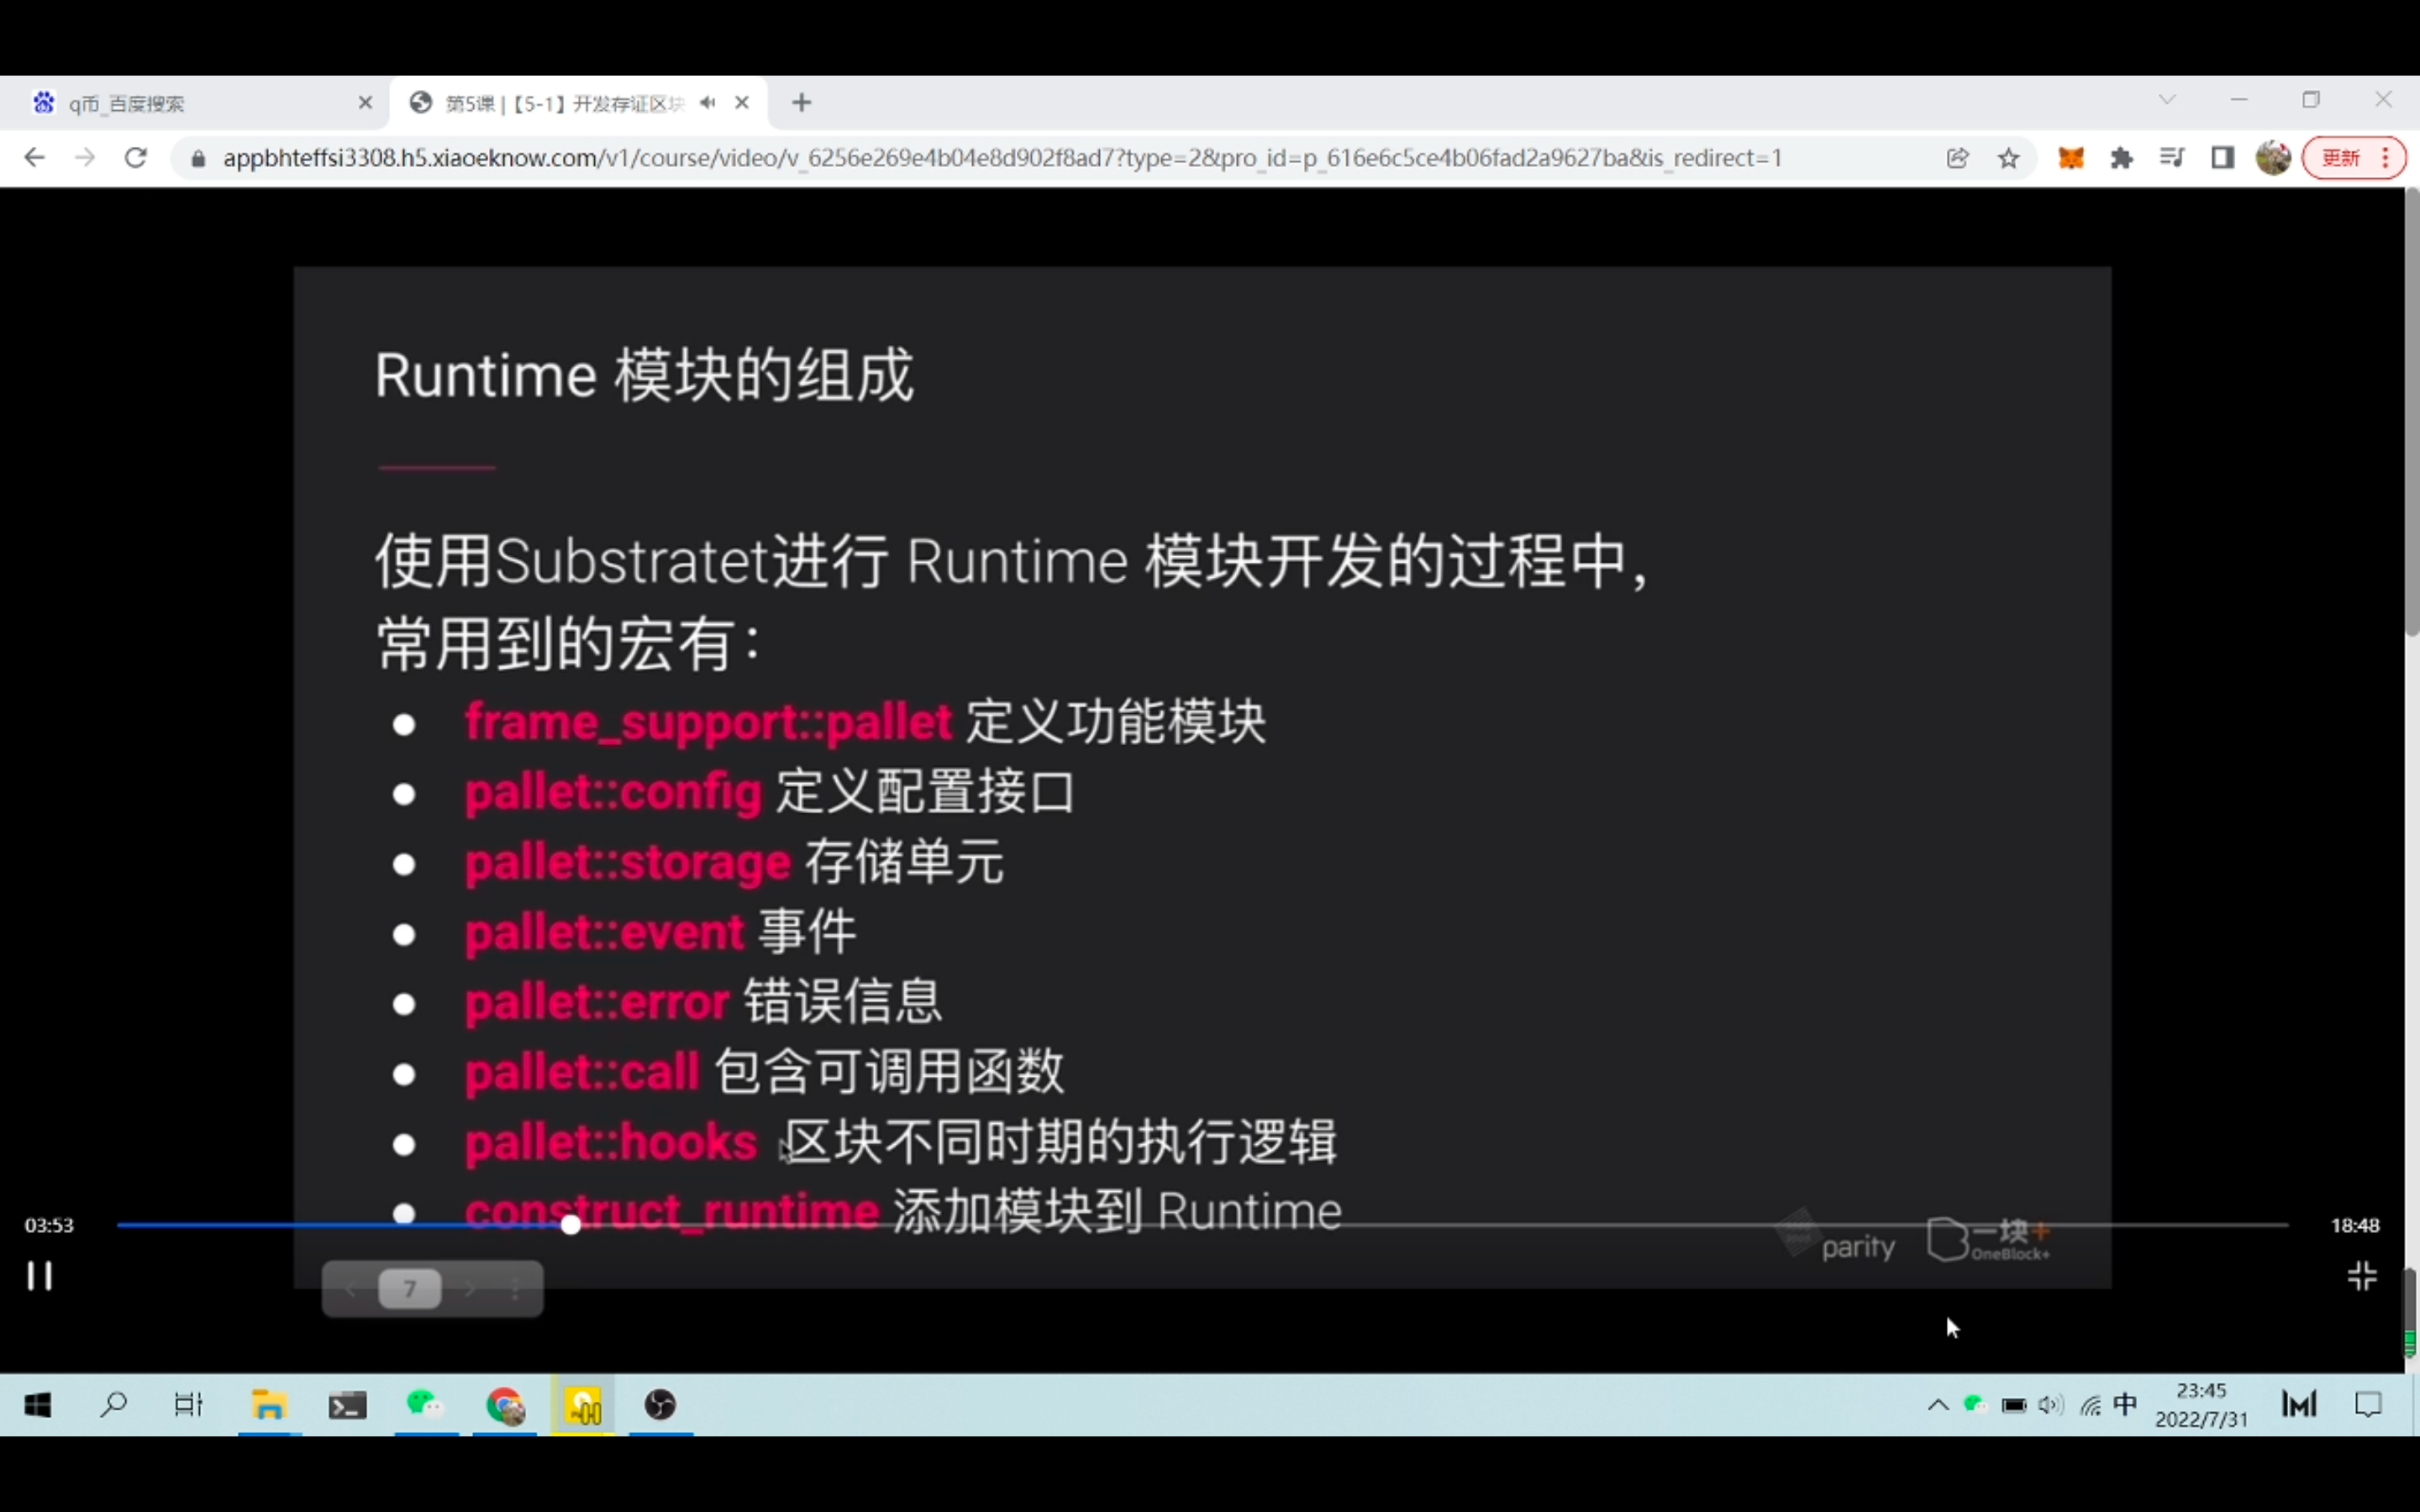 q币_百度搜索
第5课 | 【5-1】开发存证区块
appbhteffsi3308.h5.xiaoeknow.com/v1/course/video/v_6256e269e4b04e8d902f8ad7?type=2&pro_id=p_616e6c5ce4b06fad2a9627ba&is_redirect=1
更新
Runtime 模块的组成
使用Substratet进行 Runtime 模块开发的过程中，
常用到的宏有：
● frame_support::pallet 定义功能模块
● pallet::config 定义配置接口
● pallet::storage 存储单元
● pallet::event 事件
● pallet::error 错误信息
● pallet::call 包含可调用函数
● pallet::hooks 区块不同时期的执行逻辑
● construct_runtime 添加模块到 Runtime
03:53
18:48
parity
一块+
OneBlock+
7
中
23:45
2022/7/31